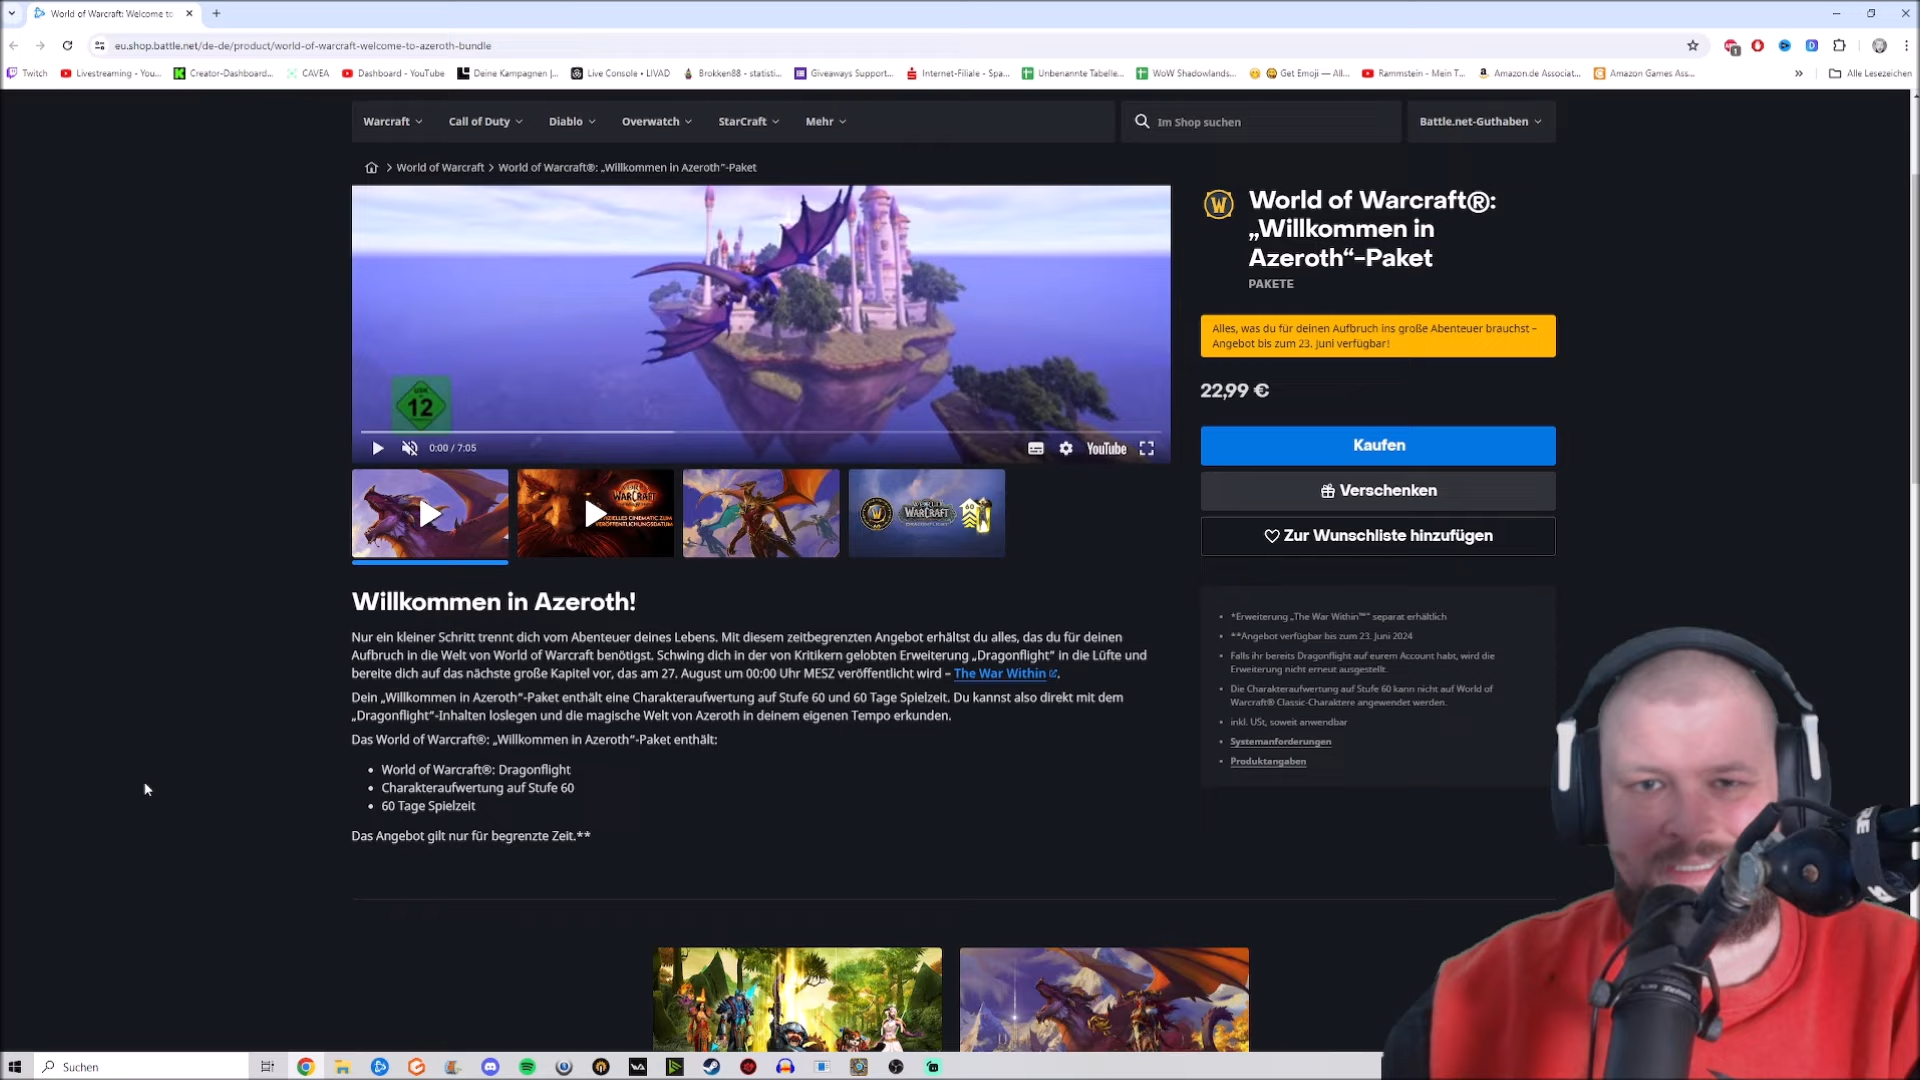 World of Warcraft: Welcome to
eu.shop.battle.net/de-de/product/world-of-warcraft-welcome-to-azeroth-bundle
Twitch
Livestreaming - You...
Creator-Dashboard...
CAVEA
Dashboard - YouTube
Deine Kampagnen |...
Live Console • LIVAD
Brokken88 - statisti...
Giveaways Support...
Internet-Filiale - Spa...
Unbenannte Tabelle...
WoW Shadowlands...
Get Emoji — All...
Rammstein - Mein T...
Amazon.de Associat...
Amazon Games Ass...
Alle Lesezeichen
Warcraft
Call of Duty
Diablo
Overwatch
StarCraft
Mehr
Im Shop suchen
Battle.net-Guthaben
World of Warcraft
World of Warcraft®: „Willkommen in Azeroth“-Paket
World of Warcraft®:
„Willkommen in
Azeroth“-Paket
PAKETE
Alles, was du für deinen Aufbruch ins große Abenteuer brauchst –
Angebot bis zum 23. Juni verfügbar!
22,99 €
Kaufen
Verschenken
Zur Wunschliste hinzufügen
12
0:00 / 7:05
YouTube
WARCRAFT
OFFIZIELLES CINEMATIC ZUM
VERÖFFENTLICHUNGSDATUM
WORLD
WARCRAFT
DRAGONFLIGHT
60
Willkommen in Azeroth!
Nur ein kleiner Schritt trennt dich vom Abenteuer deines Lebens. Mit diesem zeitbegrenzten Angebot erhältst du alles, das du für deinen
Aufbruch in die Welt von World of Warcraft benötigst. Schwing dich in der von Kritikern gelobten Erweiterung „Dragonflight“ in die Lüfte und
bereite dich auf das nächste große Kapitel vor, das am 27. August um 00:00 Uhr MESZ veröffentlicht wird – The War Within.
Dein „Willkommen in Azeroth“-Paket enthält eine Charakteraufwertung auf Stufe 60 und 60 Tage Spielzeit. Du kannst also direkt mit dem
„Dragonflight“-Inhalten loslegen und die magische Welt von Azeroth in deinem eigenen Tempo erkunden.
Das World of Warcraft®: „Willkommen in Azeroth“-Paket enthält:
• World of Warcraft®: Dragonflight
• Charakteraufwertung auf Stufe 60
• 60 Tage Spielzeit
Das Angebot gilt nur für begrenzte Zeit.**
• *Erweiterung „The War Within™“ separat erhältlich
• **Angebot verfügbar bis zum 23. Juni 2024
• Falls ihr bereits Dragonflight auf eurem Account habt, wird die
Erweiterung nicht erneut ausgestellt.
• Die Charakteraufwertung auf Stufe 60 kann nicht auf World of
Warcraft® Classic-Charaktere angewendet werden.
• inkl. USt, soweit anwendbar
• Systemanforderungen
• Produktangaben
Suchen